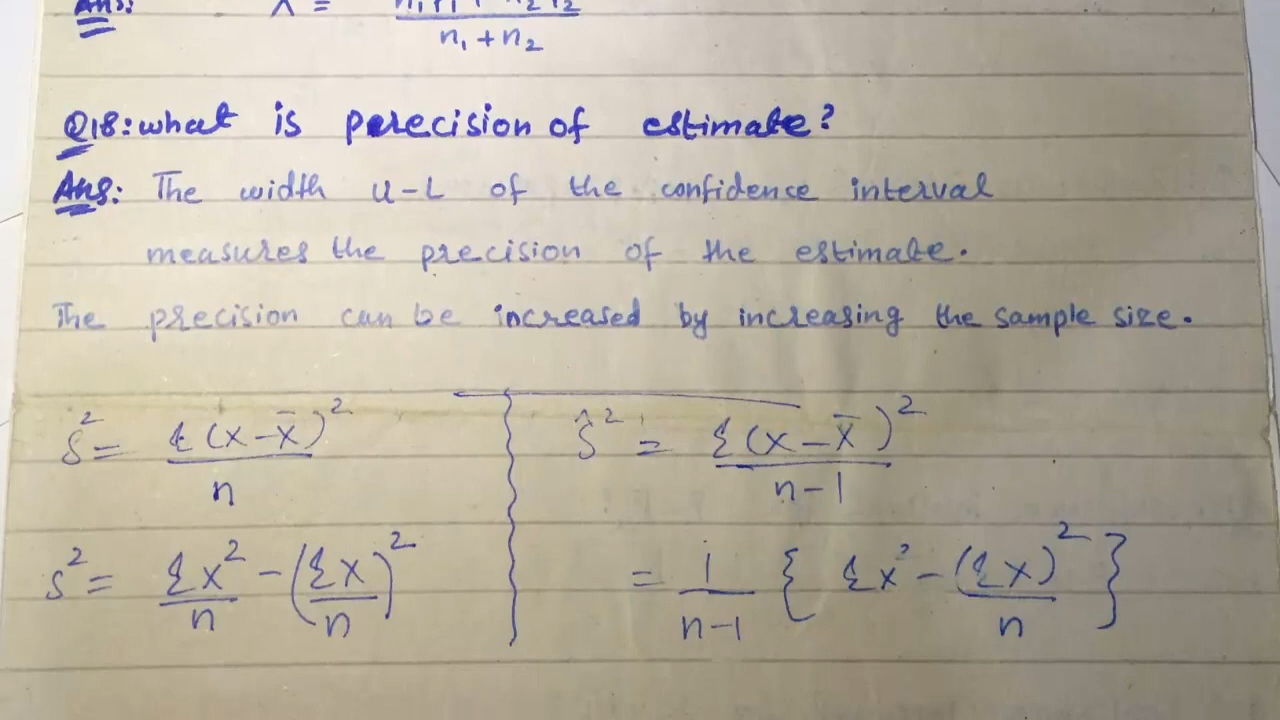 Ans:
n₁ + n₂
Q18: what is precision of estimate?
Ans: The width U-L of the confidence interval
measures the precision of the estimate.
The precision can be increased by increasing the sample size.
S² = Σ(x-x̄)² / n
Ŝ² = Σ(x-x̄)² / n-1
s² = Σx²/n - (Σx/n)²
= 1/n-1 { Σx² - (Σx)²/n }